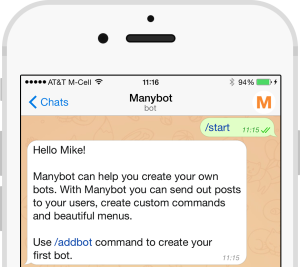 AT&T M-Cell 11:16 94%
Chats Manybot M
bot
/start 11:15
Hello Mike!
Manybot can help you create your own
bots. With Manybot you can send out posts
to your users, create custom commands
and beautiful menus.
Use /addbot command to create your
first bot. 11:15